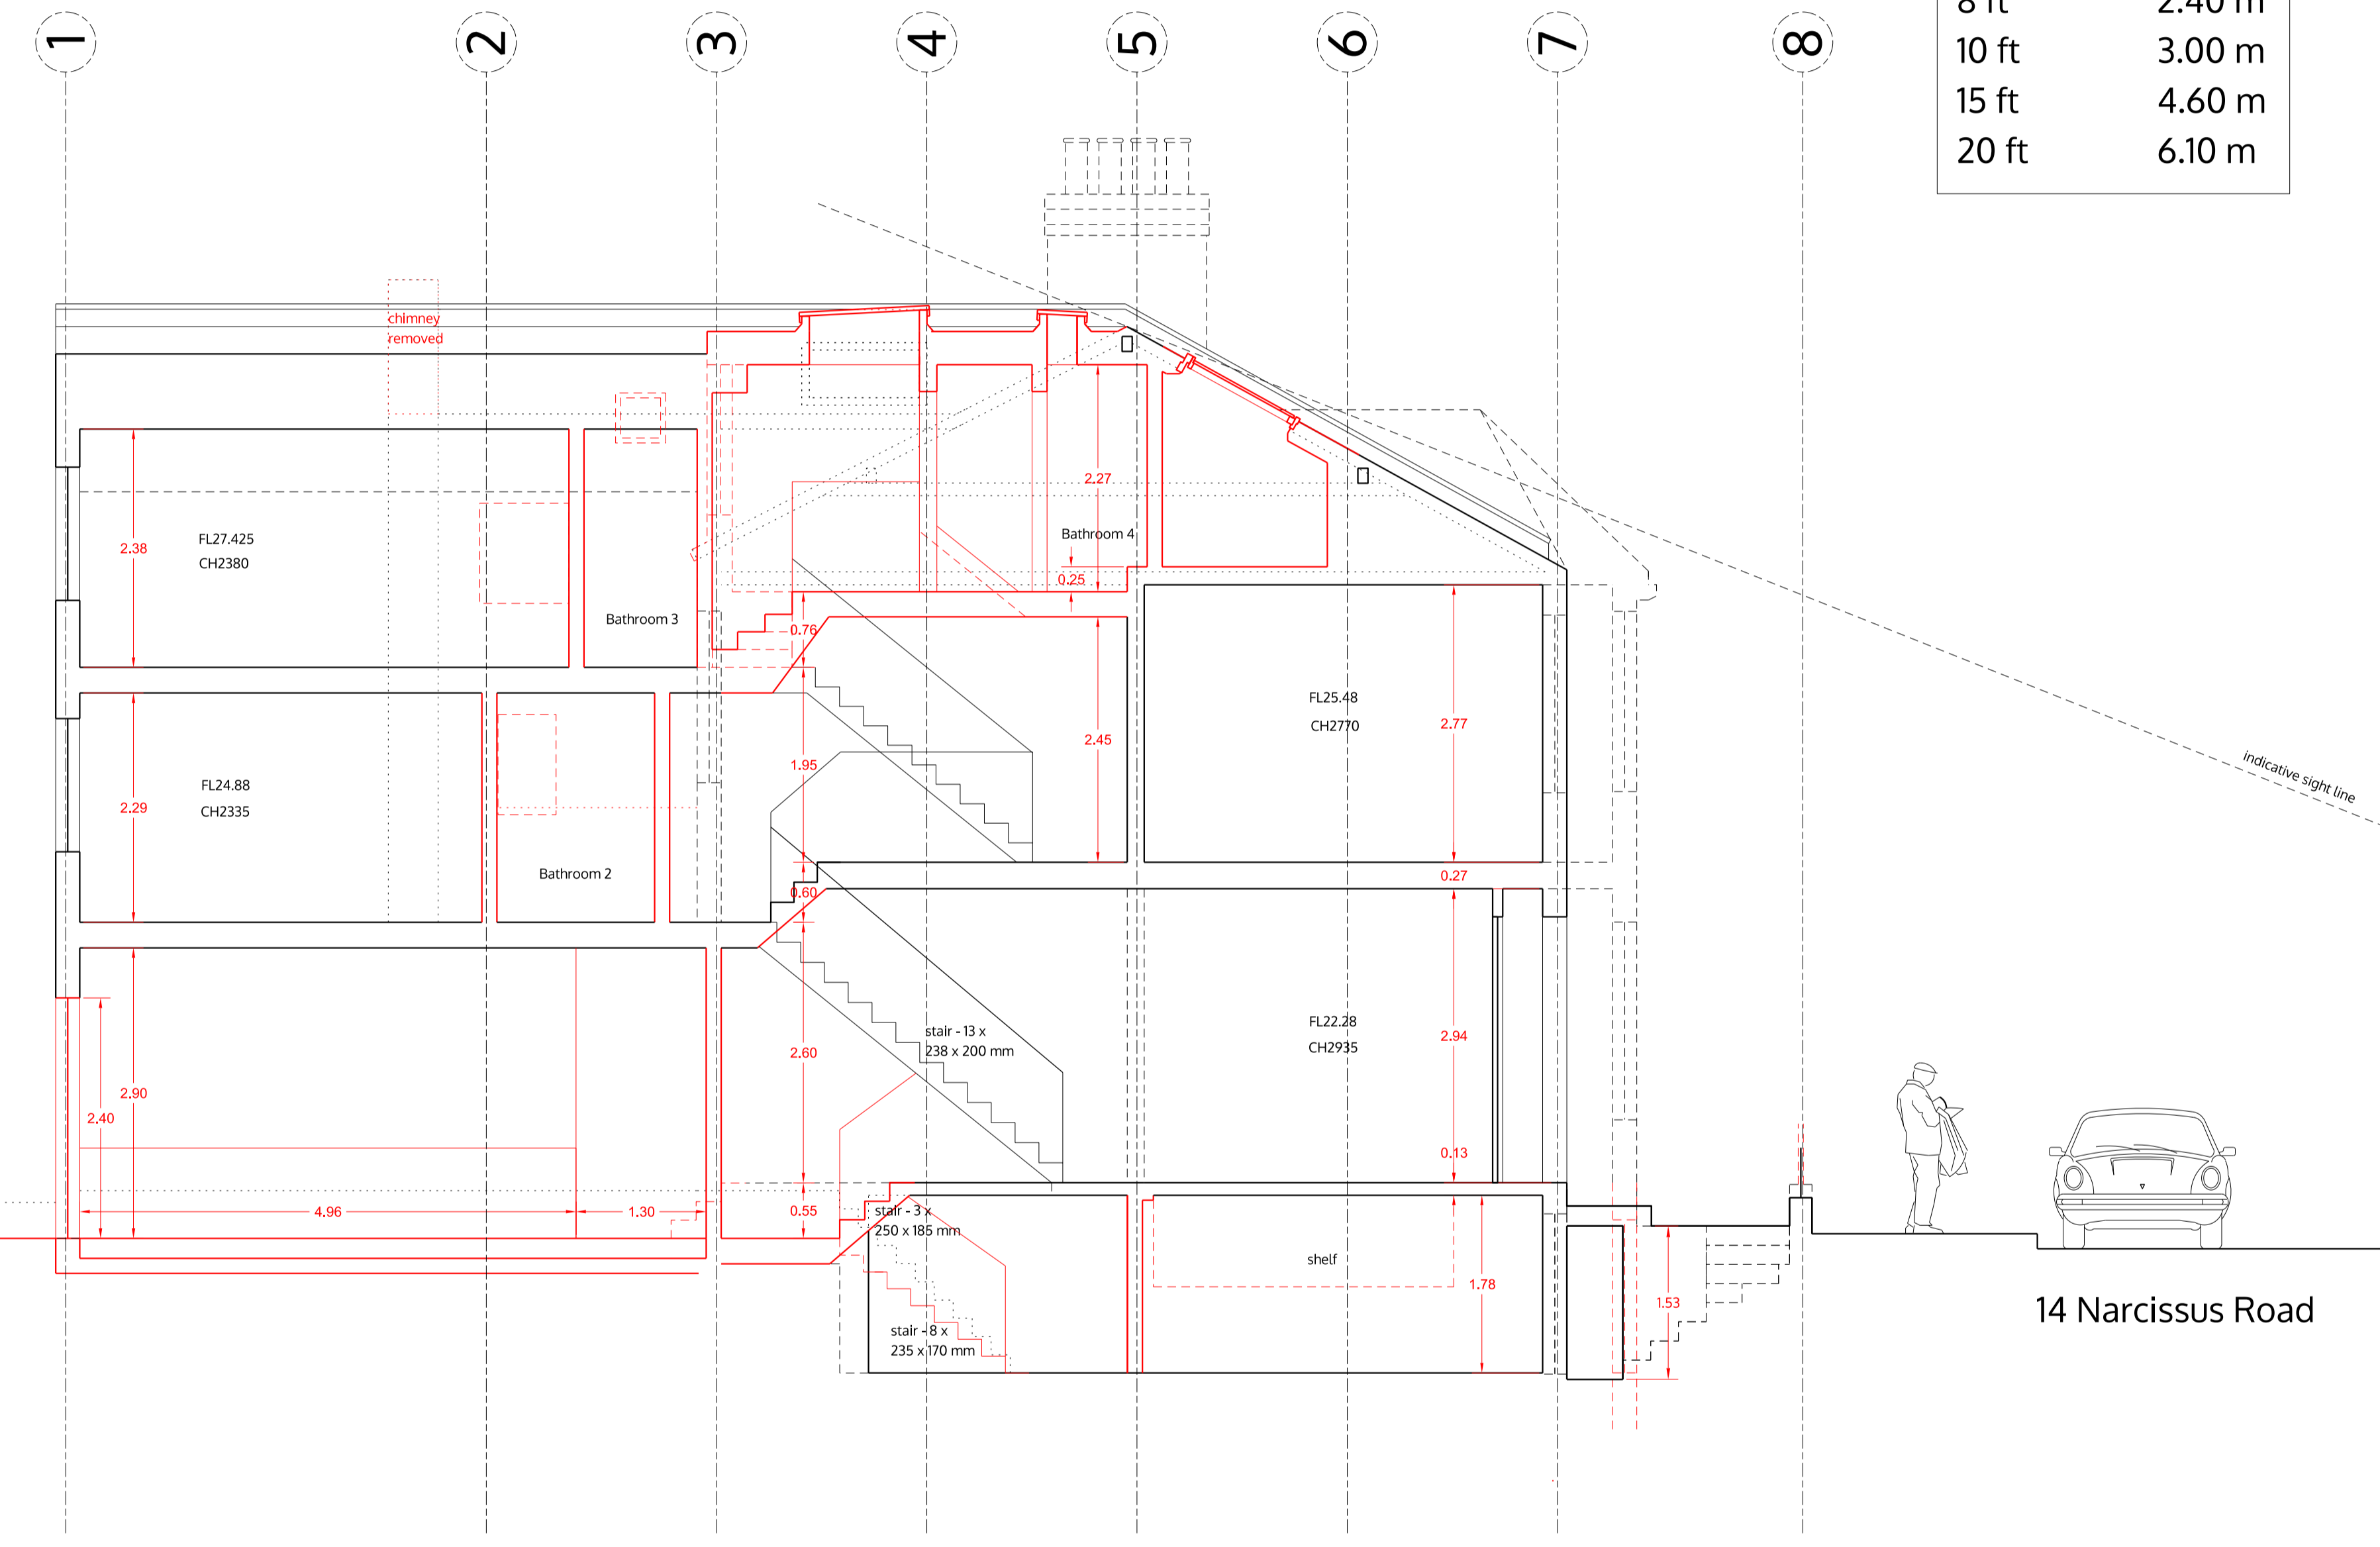 1
2
3
4
5
6
7
8
8 ft 2.40 m
10 ft 3.00 m
15 ft 4.60 m
20 ft 6.10 m
chimney
removed
2.38
FL27.425
CH2380
Bathroom 3
2.27
Bathroom 4
0.25
0.76
2.29
FL24.88
CH2335
Bathroom 2
1.95
2.45
0.60
FL25.48
CH2770
2.77
0.27
indicative sight line
2.90
2.40
4.96
1.30
2.60
0.55
stair - 13 x
238 x 200 mm
FL22.28
CH2935
2.94
0.13
stair - 3 x
250 x 185 mm
stair - 8 x
235 x 170 mm
shelf
1.78
1.53
14 Narcissus Road